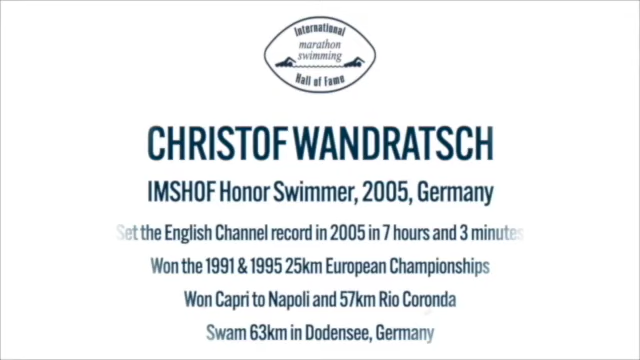 International
marathon
swimming
Hall of Fame
CHRISTOF WANDRATSCH
IMSHOF Honor Swimmer, 2005, Germany
Set the English Channel record in 2005 in 7 hours and 3 minutes
Won the 1991 & 1995 25km European Championships
Won Capri to Napoli and 57km Rio Coronda
Swam 63km in Dodensee, Germany